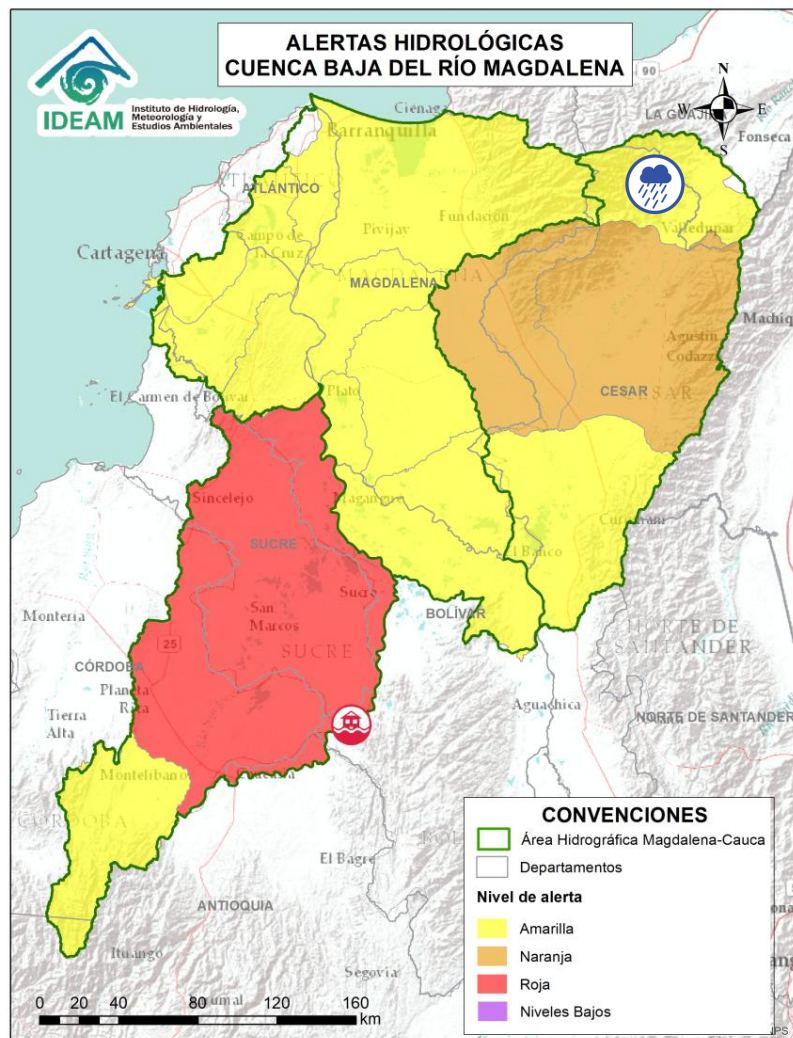 ALERTAS HIDROLÓGICAS
CUENCA BAJA DEL RÍO MAGDALENA
IDEAM
Instituto de Hidrología,
Meteorología y
Estudios Ambientales
N
W E
S
90
Ciénaga
LA GUAJIRA
Barranquilla
Fonseca
ATLÁNTICO
Valledupar
Fundación
Pivijay
Campo de
la Cruz
Cartagena
MAGDALENA
MAGDALENA
Machiq
Agustín
Codazzi
CESAR
CESAR
Plato
El Carmen de Bolívar
Sincelejo
Magangué
SUCRE
El Banco
Sucre
San
Marcos
BOLÍVAR
Montería
25
SUCRE
NORTE DE
SANTANDER
CÓRDOBA
Planeta
Rica
Aguachica
Tierra
Alta
NORTE DE SANTANDER
Montelíbano
CÓRDOBA
El Bagre
ANTIOQUIA
Ituango
Segovia
0 20 40 80 120 160
km
CONVENCIONES
Área Hidrográfica Magdalena-Cauca
Departamentos
Nivel de alerta
Amarilla
Naranja
Roja
Niveles Bajos